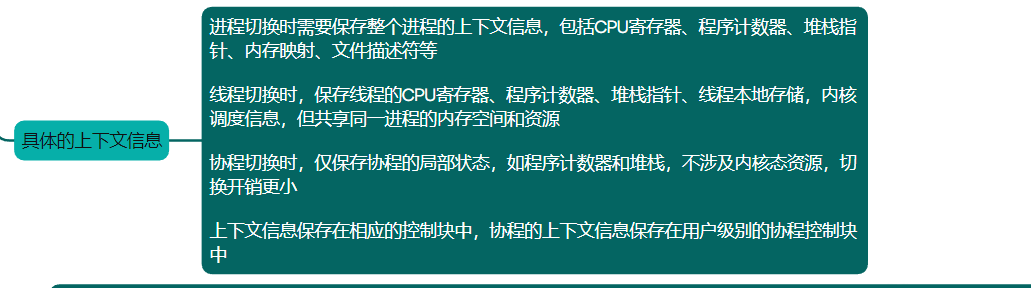 具体的上下文信息
进程切换时需要保存整个进程的上下文信息，包括CPU寄存器、程序计数器、堆栈指
针、内存映射、文件描述符等
线程切换时，保存线程的CPU寄存器、程序计数器、堆栈指针、线程本地存储，内核
调度信息，但共享同一进程的内存空间和资源
协程切换时，仅保存协程的局部状态，如程序计数器和堆栈，不涉及内核态资源，切
换开销更小
上下文信息保存在相应的控制块中，协程的上下文信息保存在用户级别的协程控制块
中